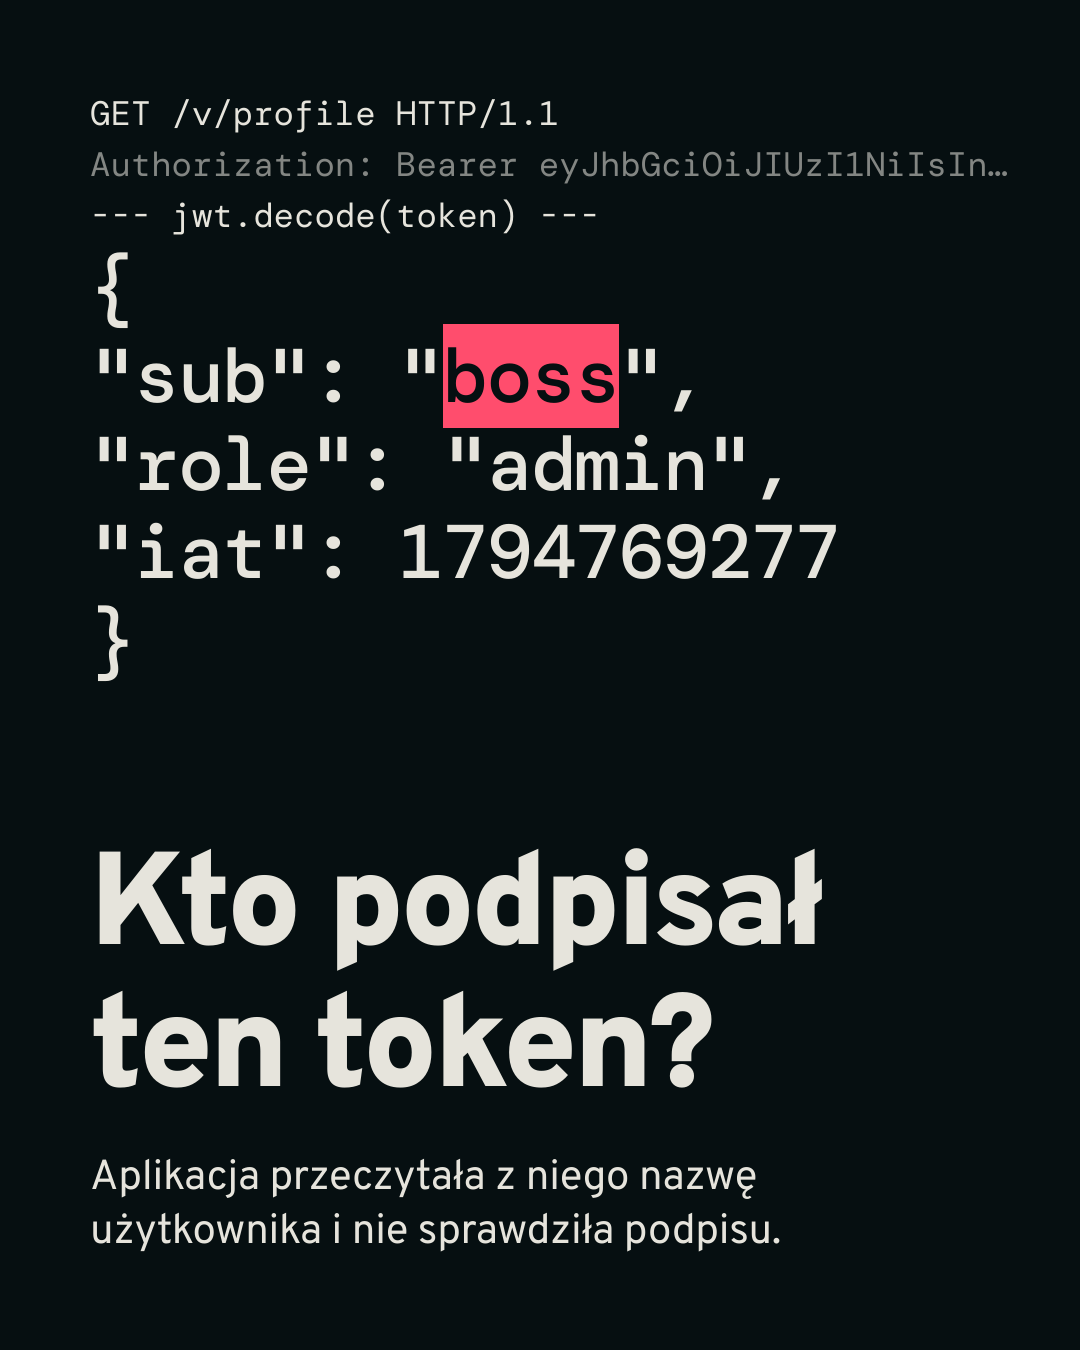 GET /v/profile HTTP/1.1
Authorization: Bearer eyJhbGciOiJIUzI1NiIsIn…
--- jwt.decode(token) ---
{
"sub": "boss",
"role": "admin",
"iat": 1794769277
}
Kto podpisał
ten token?
Aplikacja przeczytała z niego nazwę
użytkownika i nie sprawdziła podpisu.